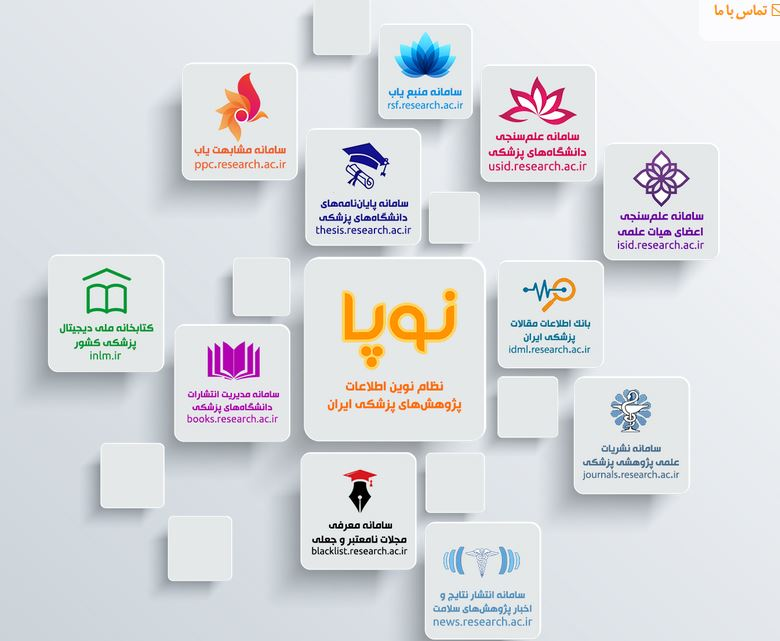 تماس با ما
سامانه منبع یاب
rsf.research.ac.ir
سامانه مشابهت یاب
ppc.research.ac.ir
سامانه علم‌سنجی
دانشگاه‌های پزشکی
usid.research.ac.ir
سامانه پایان‌نامه‌های
دانشگاه‌های پزشکی
thesis.research.ac.ir
سامانه علم‌سنجی
اعضای هیات علمی
isid.research.ac.ir
کتابخانه ملی دیجیتال
پزشکی کشور
inlm.ir
نوپا
نظام نوین اطلاعات
پژوهش‌های پزشکی ایران
بانک اطلاعات مقالات
پزشکی ایران
idml.research.ac.ir
سامانه مدیریت انتشارات
دانشگاه‌های پزشکی
books.research.ac.ir
سامانه نشریات
علمی پژوهشی پزشکی
journals.research.ac.ir
سامانه معرفی
مجلات نامعتبر و جعلی
blacklist.research.ac.ir
سامانه انتشار نتایج و
اخبار پژوهش‌های سلامت
news.research.ac.ir